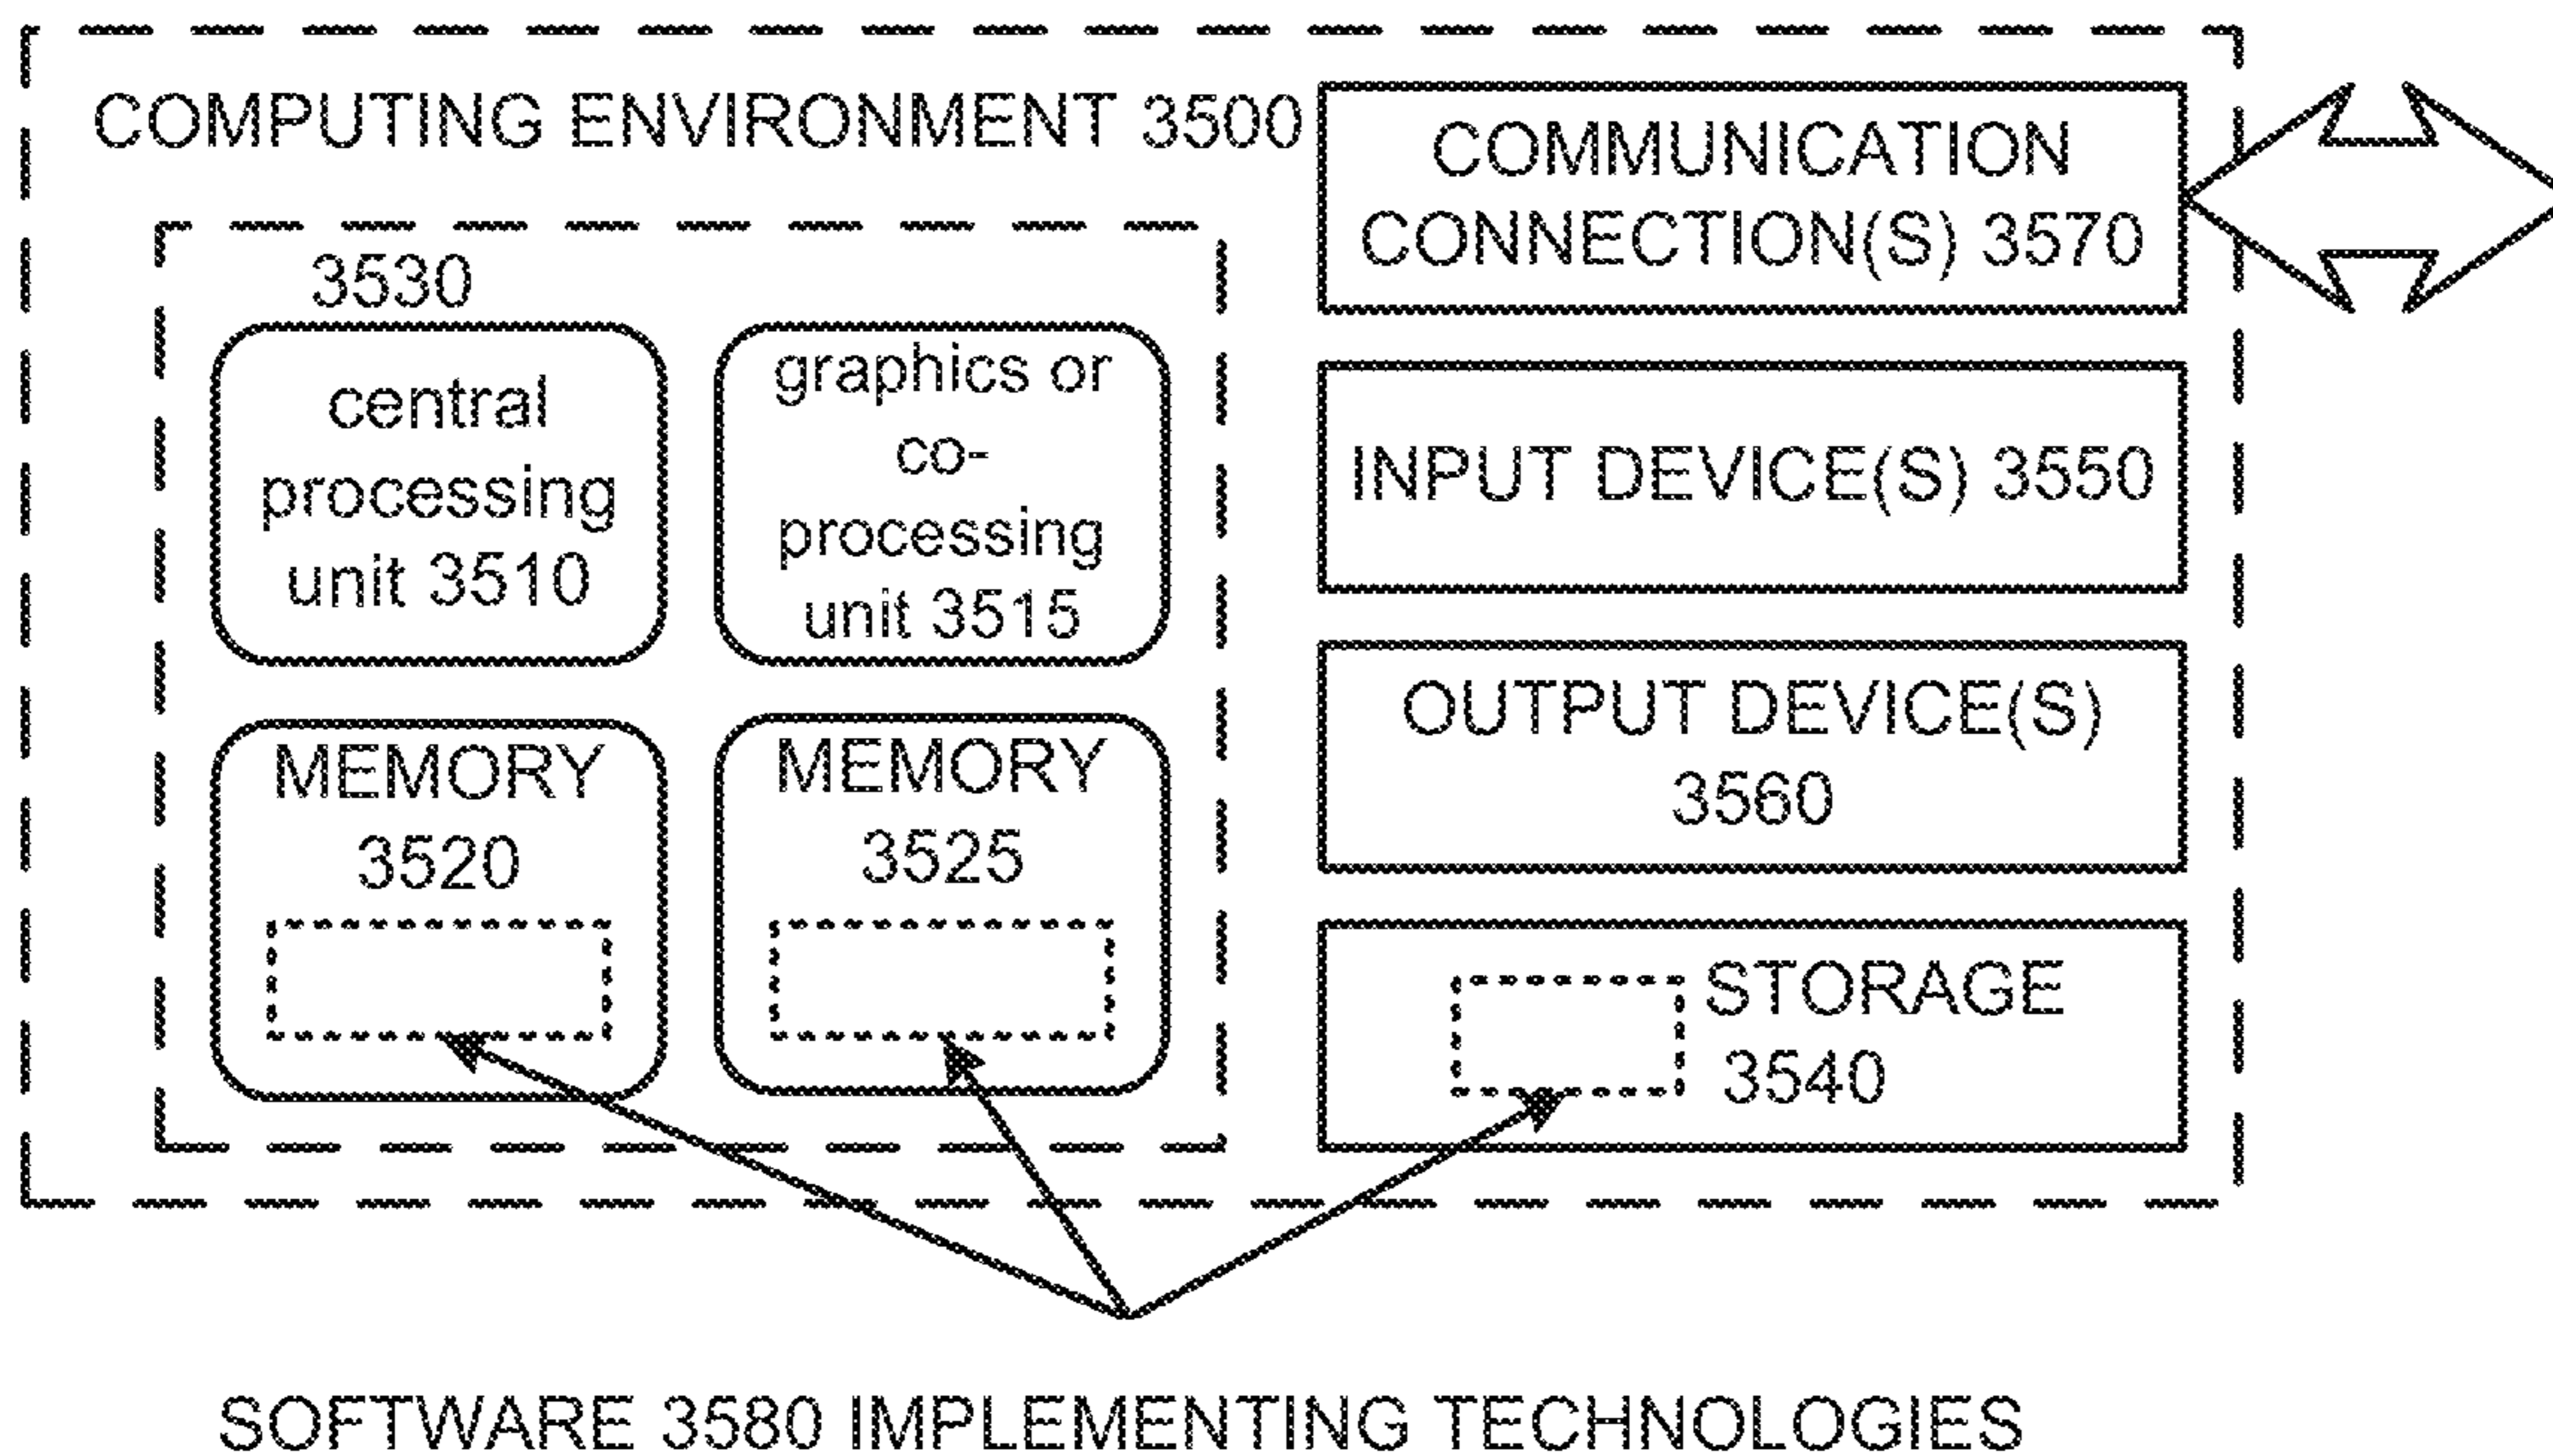 COMPUTING ENVIRONMENT 3500
3530
central
processing
unit 3510
graphics or
co-
processing
unit 3515
MEMORY
3520
MEMORY
3525
COMMUNICATION
CONNECTION(S) 3570
INPUT DEVICE(S) 3550
OUTPUT DEVICE(S)
3560
STORAGE
3540
SOFTWARE 3580 IMPLEMENTING TECHNOLOGIES